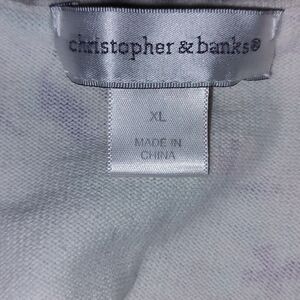 christopher & banks®
XL
MADE IN
CHINA